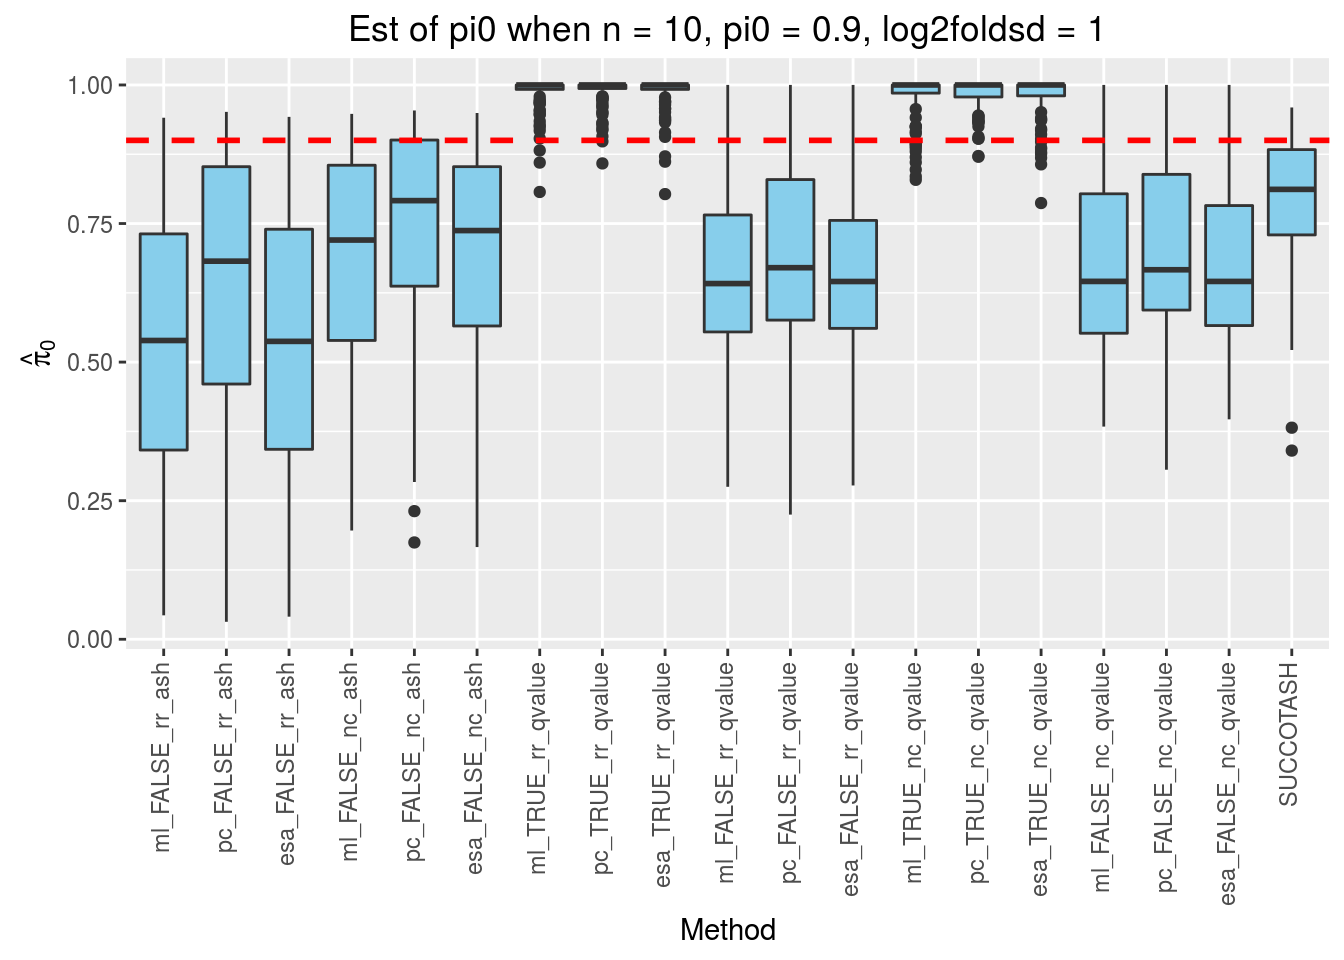 Est of pi0 when n = 10, pi0 = 0.9, log2foldsd = 1
1.00
0.75
0.50
0.25
0.00
π̂₀
ml_FALSE_rr_ash
pc_FALSE_rr_ash
esa_FALSE_rr_ash
ml_FALSE_nc_ash
pc_FALSE_nc_ash
esa_FALSE_nc_ash
ml_TRUE_rr_qvalue
pc_TRUE_rr_qvalue
esa_TRUE_rr_qvalue
ml_FALSE_rr_qvalue
pc_FALSE_rr_qvalue
esa_FALSE_rr_qvalue
ml_TRUE_nc_qvalue
pc_TRUE_nc_qvalue
esa_TRUE_nc_qvalue
ml_FALSE_nc_qvalue
pc_FALSE_nc_qvalue
esa_FALSE_nc_qvalue
SUCCOTASH
Method